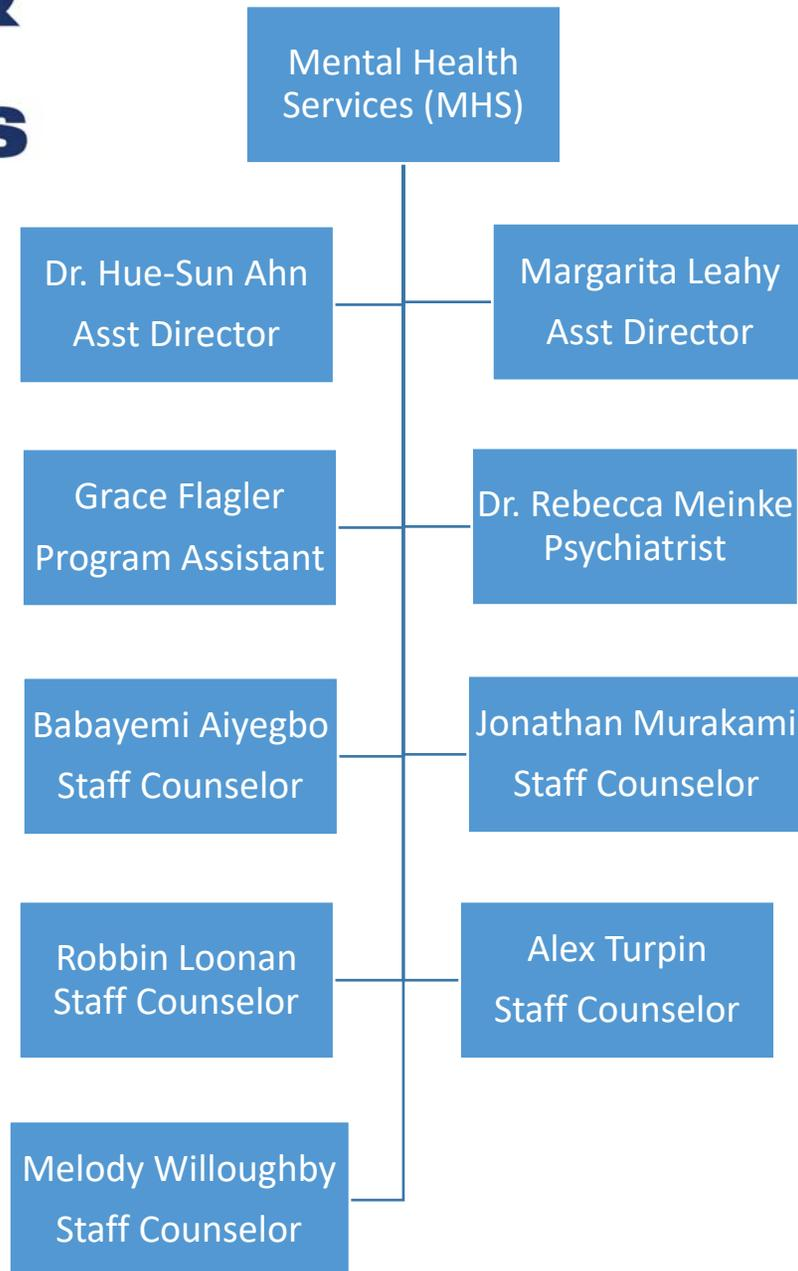 s
Mental Health
Services (MHS)
Dr. Hue-Sun Ahn
Asst Director
Margarita Leahy
Asst Director
Grace Flagler
Program Assistant
Dr. Rebecca Meinke
Psychiatrist
Babayemi Aiyegbo
Staff Counselor
Jonathan Murakami
Staff Counselor
Robbin Loonan
Staff Counselor
Alex Turpin
Staff Counselor
Melody Willoughby
Staff Counselor